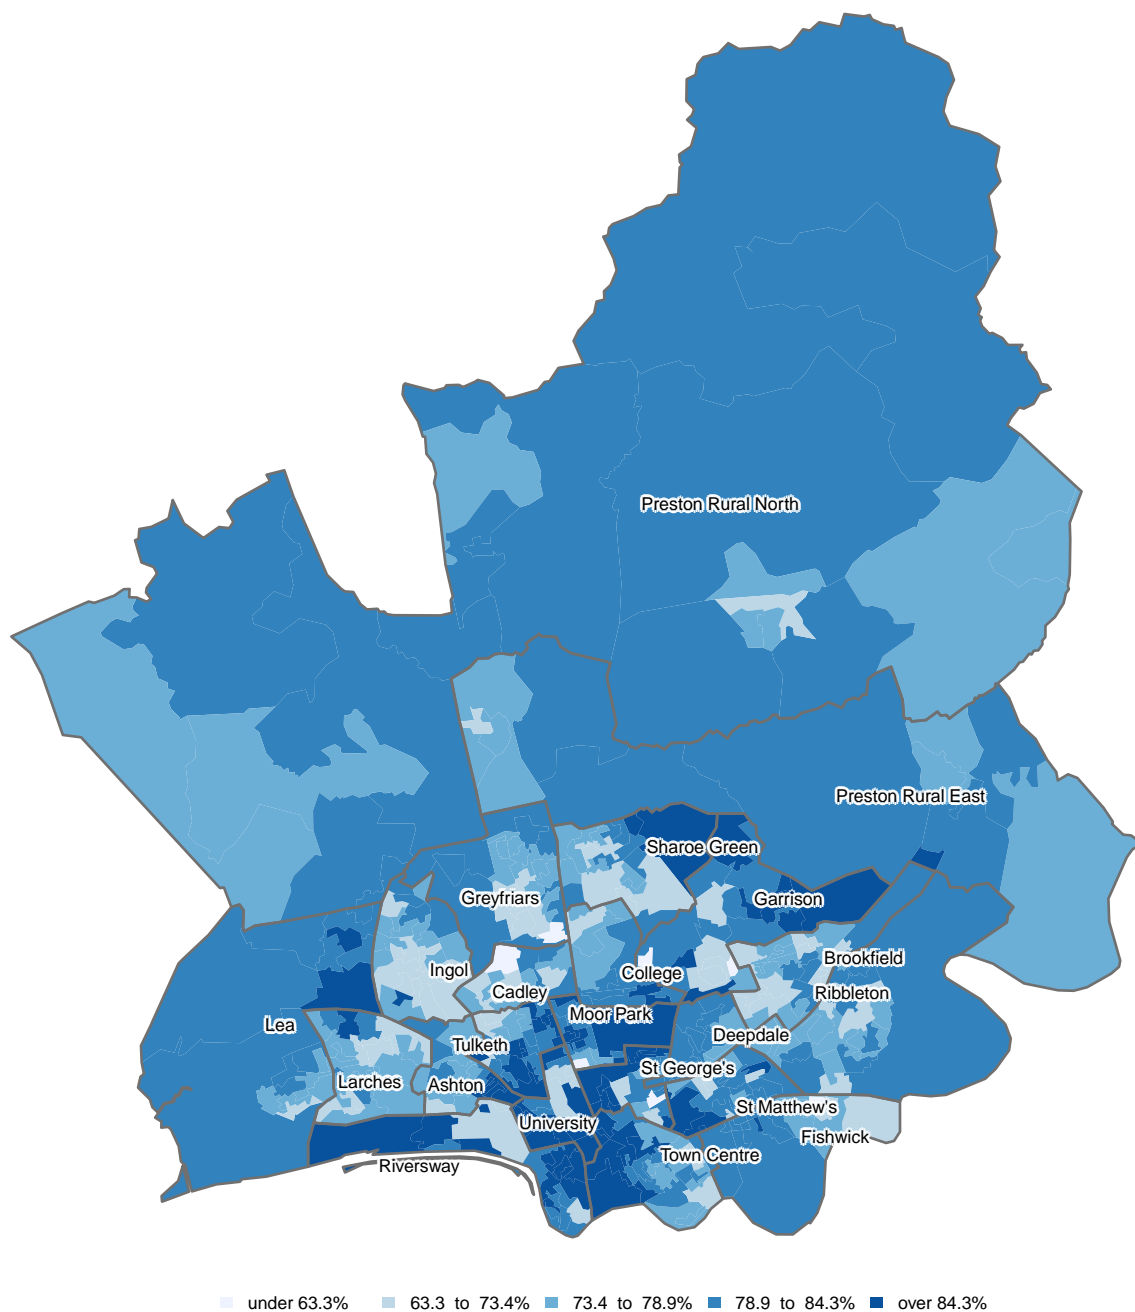 Preston Rural North
Preston Rural East
Sharoe Green
Greyfriars
Garrison
Brookfield
Ingol
College
Cadley
Ribbleton
Lea
Moor Park
Deepdale
Tulketh
St George's
Larches
Ashton
St Matthew's
University
Fishwick
Town Centre
Riversway
under 63.3% 63.3 to 73.4% 73.4 to 78.9% 78.9 to 84.3% over 84.3%